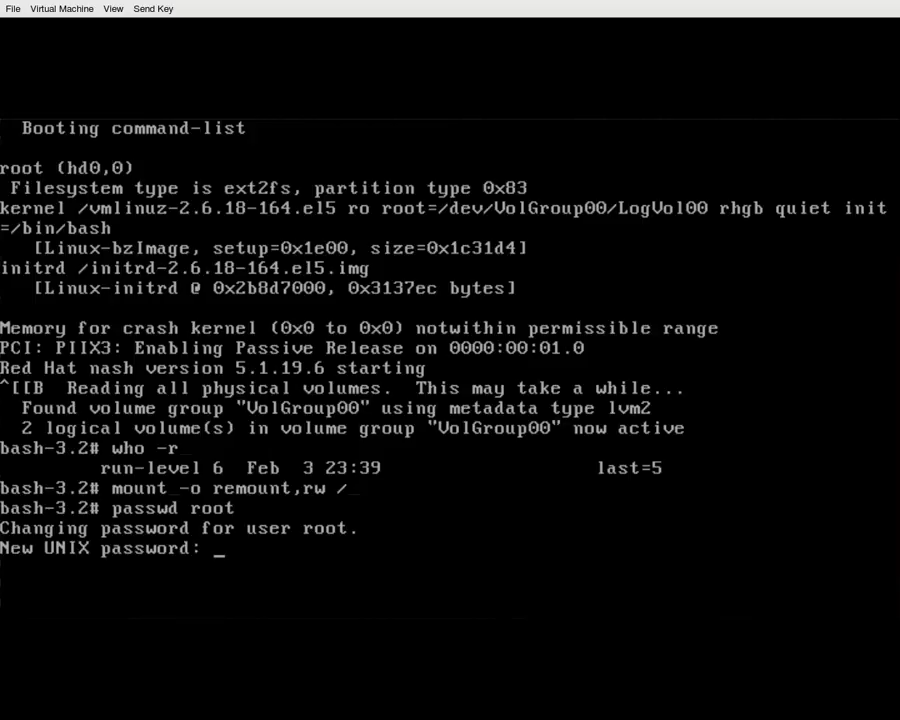 File Virtual Machine View Send Key
Booting command-list
root (hd0,0)
Filesystem type is ext2fs, partition type 0x83
kernel /vmlinuz-2.6.18-164.el5 ro root=/dev/VolGroup00/LogVol00 rhgb quiet init
=/bin/bash
[Linux-bzImage, setup=0x1e00, size=0x1c31d4]
initrd /initrd-2.6.18-164.el5.img
[Linux-initrd @ 0x2b8d7000, 0x3137ec bytes]
Memory for crash kernel (0x0 to 0x0) notwithin permissible range
PCI: PIIX3: Enabling Passive Release on 0000:00:01.0
Red Hat nash version 5.1.19.6 starting
^[[B  Reading all physical volumes.  This may take a while...
Found volume group "VolGroup00" using metadata type lvm2
2 logical volume(s) in volume group "VolGroup00" now active
bash-3.2# who -r
run-level 6  Feb  3 23:39                   last=5
bash-3.2# mount -o remount,rw /
bash-3.2# passwd root
Changing password for user root.
New UNIX password: _